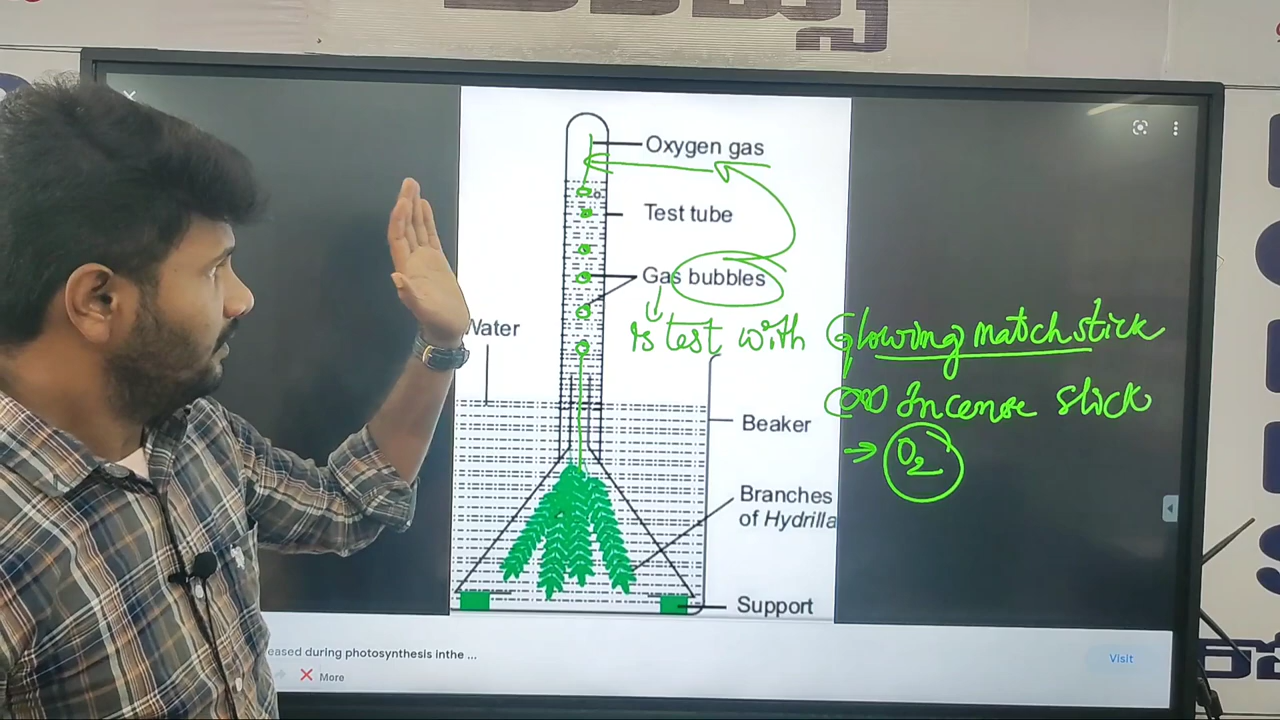 Oxygen gas
Test tube
Gas bubbles
is test with Glowing match stick
(or) Incense stick
→ O₂
Water
Beaker
Branches
of Hydrilla
Support
eased during photosynthesis inthe ...
More
Visit